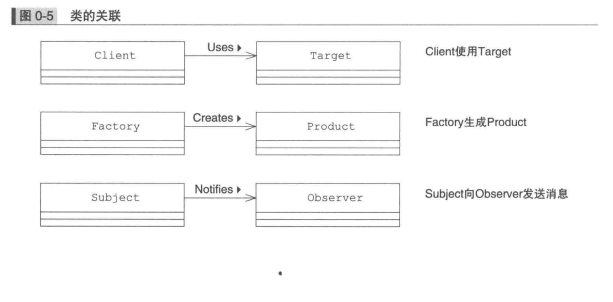 图 0-5 类的关联
Client Uses Target Client使用Target
Factory Creates Product Factory生成Product
Subject Notifies Observer Subject向Observer发送消息